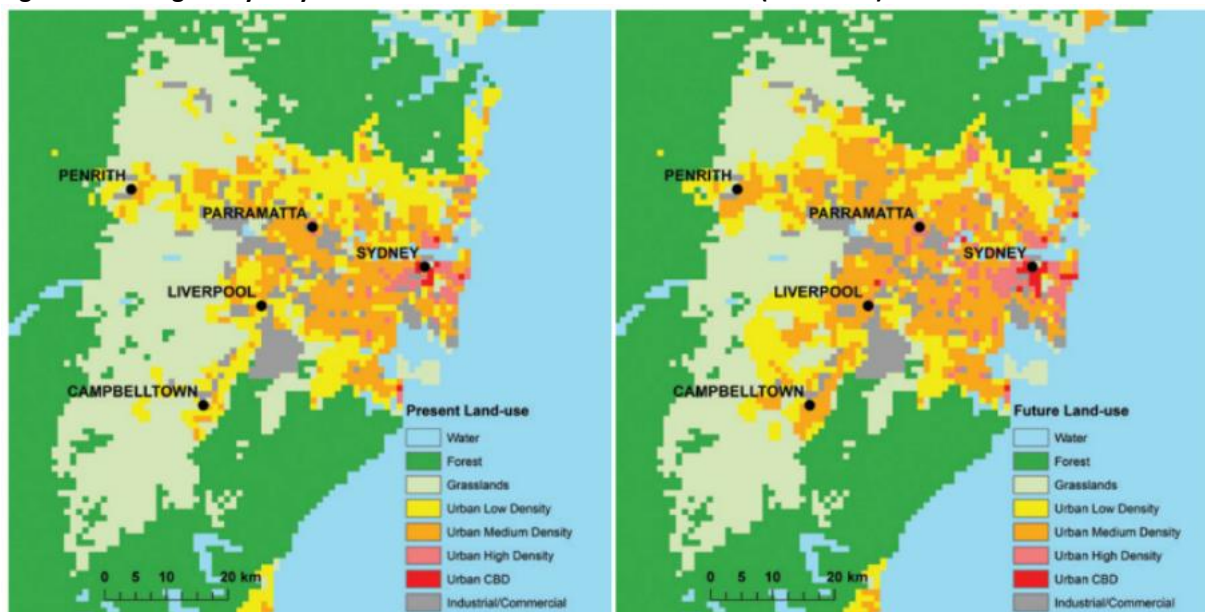 PENRITH
PARRAMATTA
SYDNEY
LIVERPOOL
CAMPBELLTOWN
Present Land-use
Water
Forest
Grasslands
Urban Low Density
Urban Medium Density
Urban High Density
Urban CBD
Industrial/Commercial
0 5 10 20 km
PENRITH
PARRAMATTA
SYDNEY
LIVERPOOL
CAMPBELLTOWN
Future Land-use
Water
Forest
Grasslands
Urban Low Density
Urban Medium Density
Urban High Density
Urban CBD
Industrial/Commercial
0 5 10 20 km